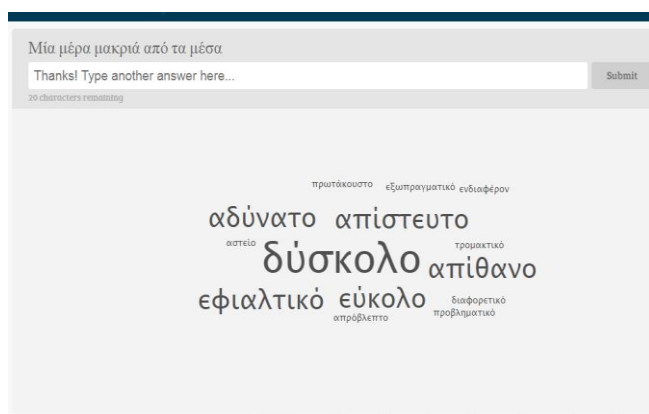 Μία μέρα μακριά από τα μέσα
Thanks! Type another answer here...
Submit
20 characters remaining
πρωτάκουστο εξωπραγματικό ενδιαφέρον
αδύνατο απίστευτο
αστείο δύσκολο τρομακτικό
απίθανο
εφιαλτικό εύκολο διαφορετικό
απρόβλεπτο προβληματικό